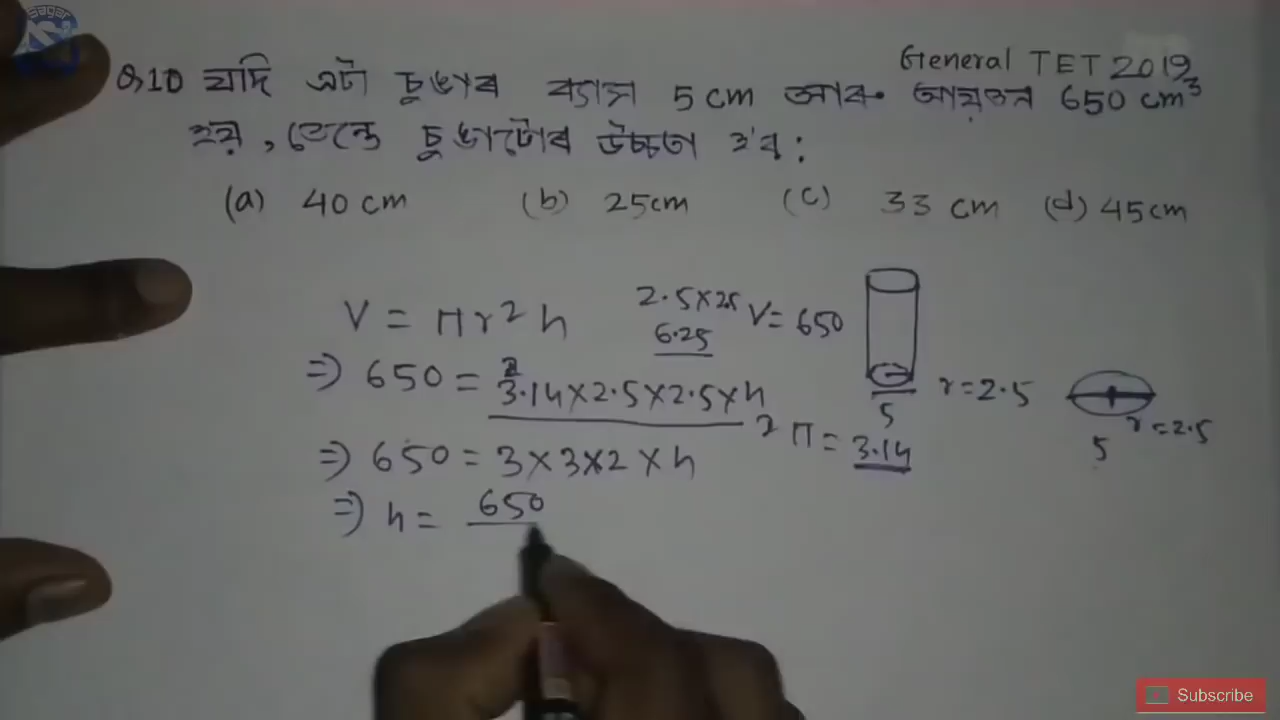 Sagar
General TET 2019
Q.10 যদি এটা চুঙাৰ ব্যাস 5 cm আৰু আয়তন 650 cm³
হয়, তেন্তে চুঙাটোৰ উচ্চতা হ'ব :
(a) 40 cm (b) 25cm (c) 33 cm (d) 45cm
V = πr²h
2.5×2.5
6.25
V = 650
⇒ 650 = 3.14×2.5×2.5×h
5
r = 2.5
π = 3.14
5
r = 2.5
⇒ 650 = 3×3×2×h
⇒ h = 650
Subscribe